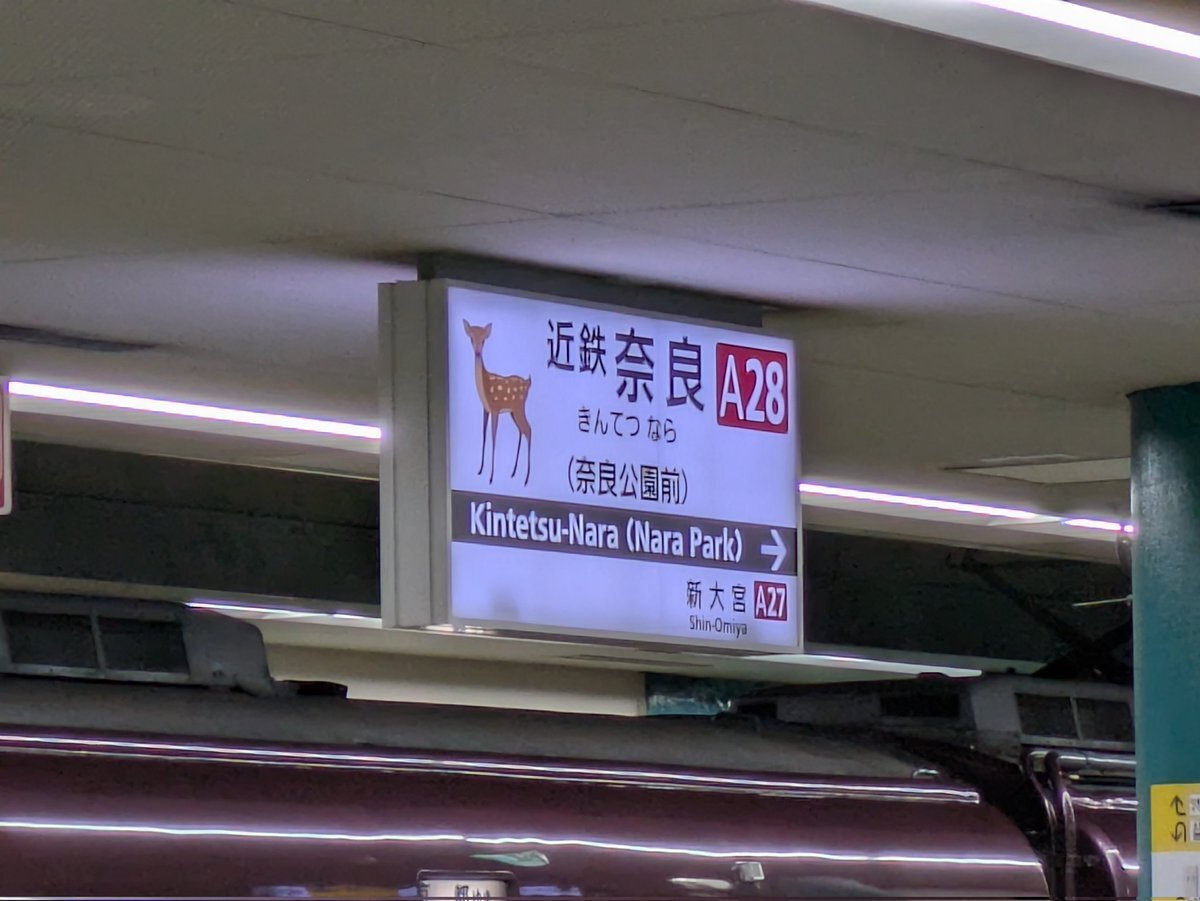 近鉄奈良 A28
きんてつ なら
(奈良公園前)
Kintetsu-Nara (Nara Park) →
新大宮 A27
Shin-Omiya